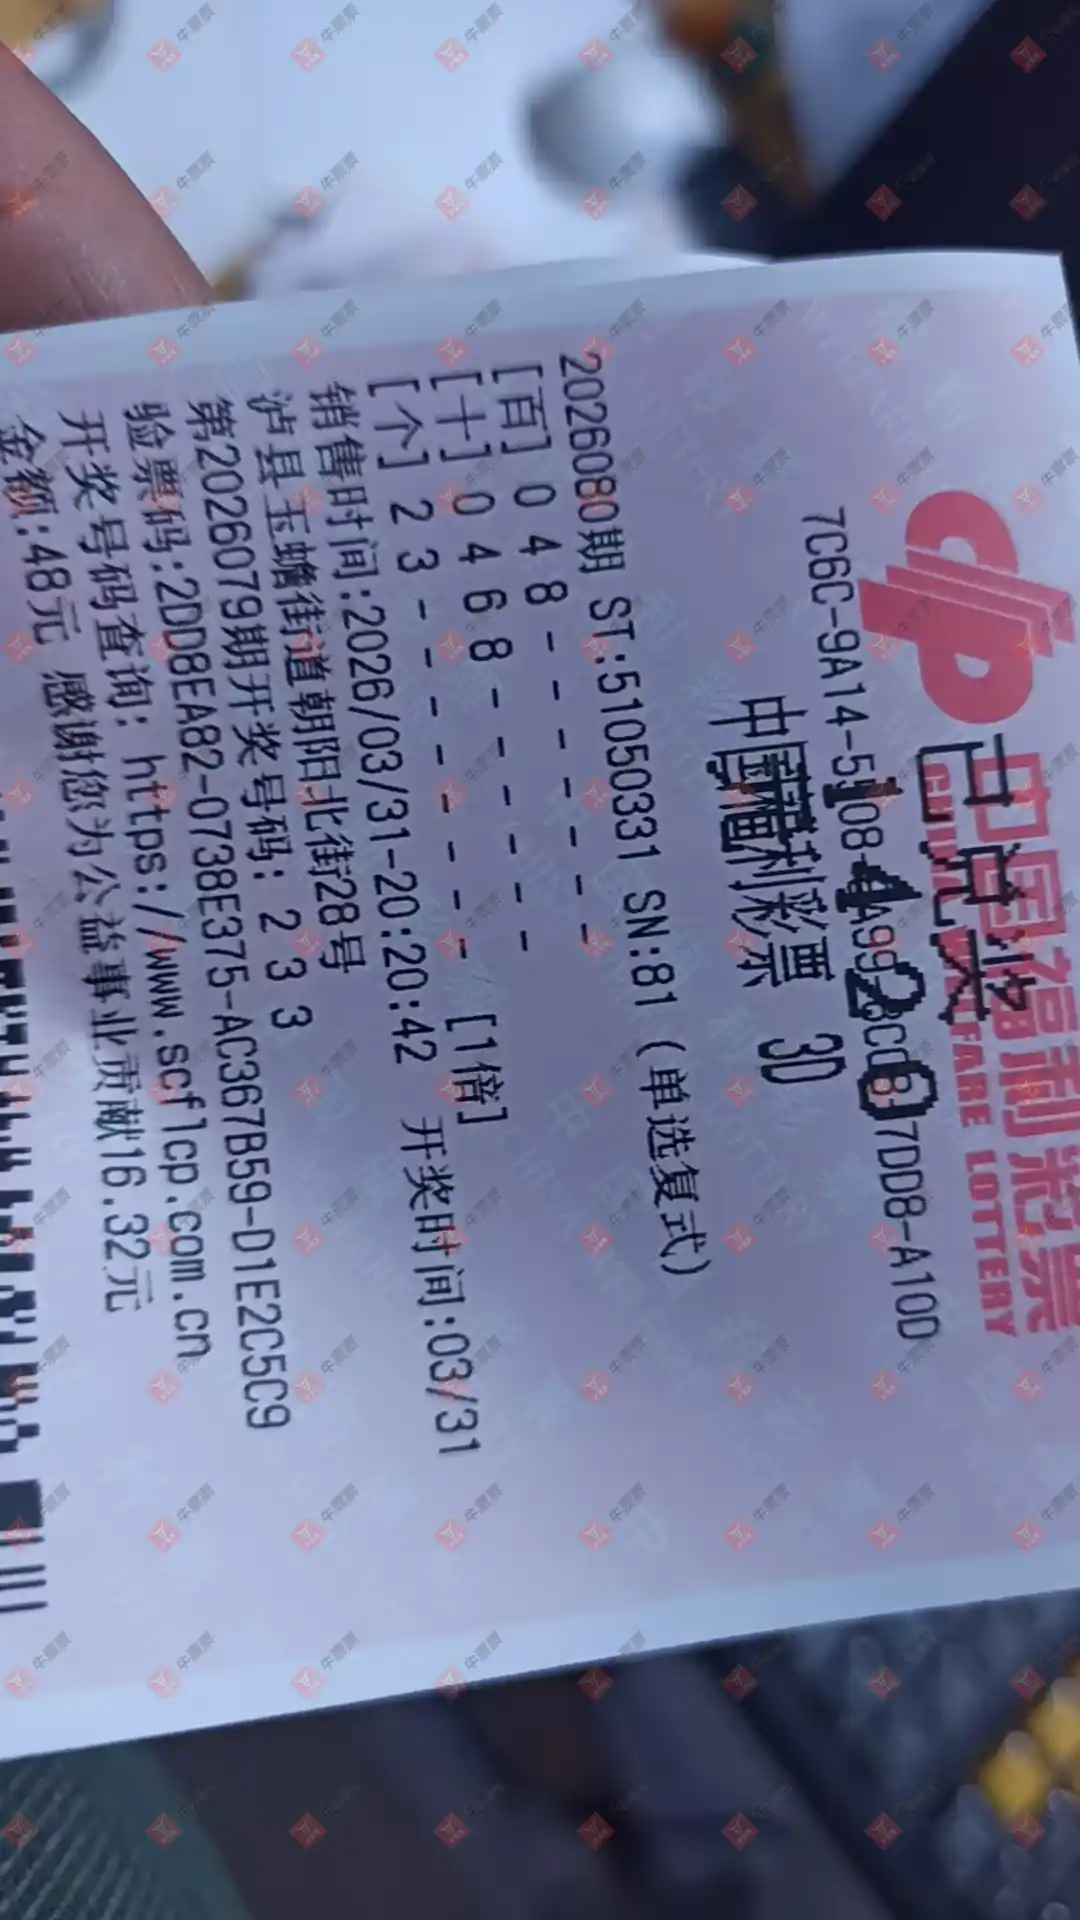 中国福利彩票
CHINA WELFARE LOTTERY
已兑奖
1420
7C6C-9A14-5108-
7DD8-A10D
中国福利彩票 3D
2026080期 ST:51050331 SN:81 (单选复式)
[百] 0 4 8 - - - - - - -
[十] 0 4 6 8 - - - - - -
[个] 2 3 - - - - - - - - [1倍]
销售时间:2026/03/31-20:20:42 开奖时间:03/31
泸县玉蟾街道朝阳北街28号
第2026079期开奖号码: 2 3 3
验票码:2DD8EA82-0738E375-AC367B59-D1E2C5C9
开奖号码查询: https://www.scflcp.com.cn
金额:48元 感谢您为公益事业贡献16.32元
牛票票